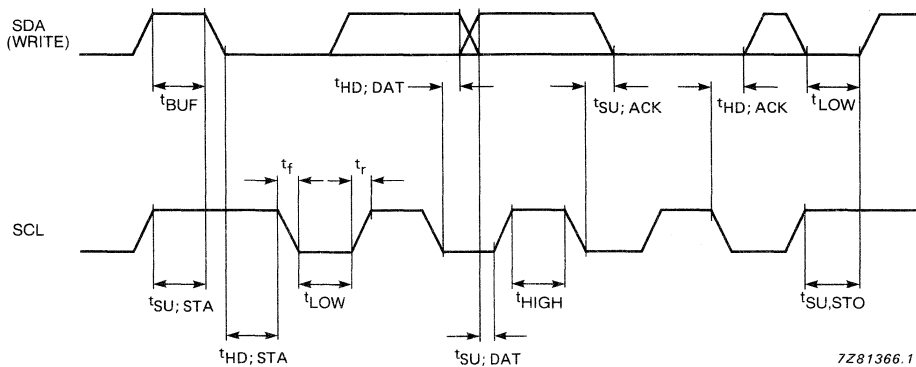 SDA
(WRITE)
tBUF
tHD; DAT
tSU; ACK
tHD; ACK
tLOW
tf
tr
SCL
tSU; STA
tLOW
tHIGH
tSU,STO
tHD; STA
tSU; DAT
7Z81366.1